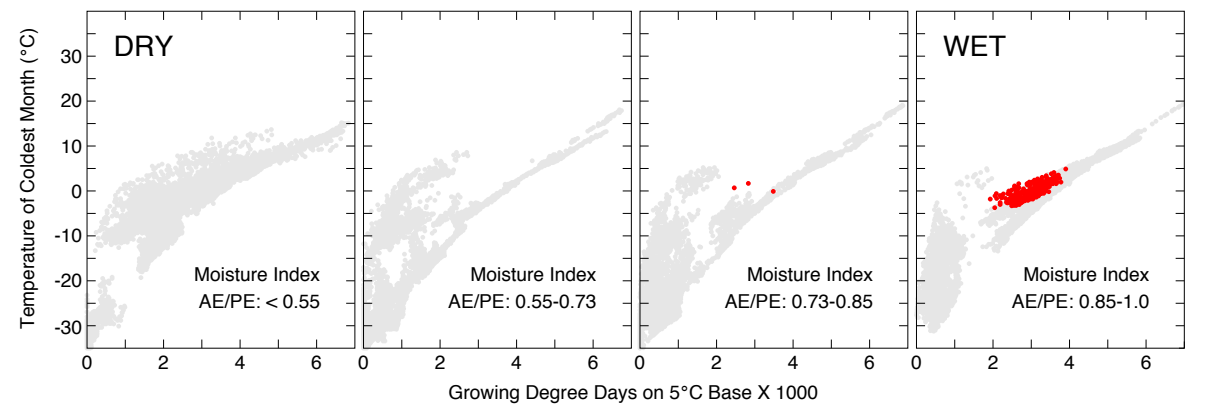 Temperature of Coldest Month (°C)
30
20
10
0
-10
-20
-30
DRY
Moisture Index
AE/PE: < 0.55
0 2 4 6
Moisture Index
AE/PE: 0.55-0.73
0 2 4 6
Moisture Index
AE/PE: 0.73-0.85
0 2 4 6
WET
Moisture Index
AE/PE: 0.85-1.0
0 2 4 6
Growing Degree Days on 5°C Base X 1000